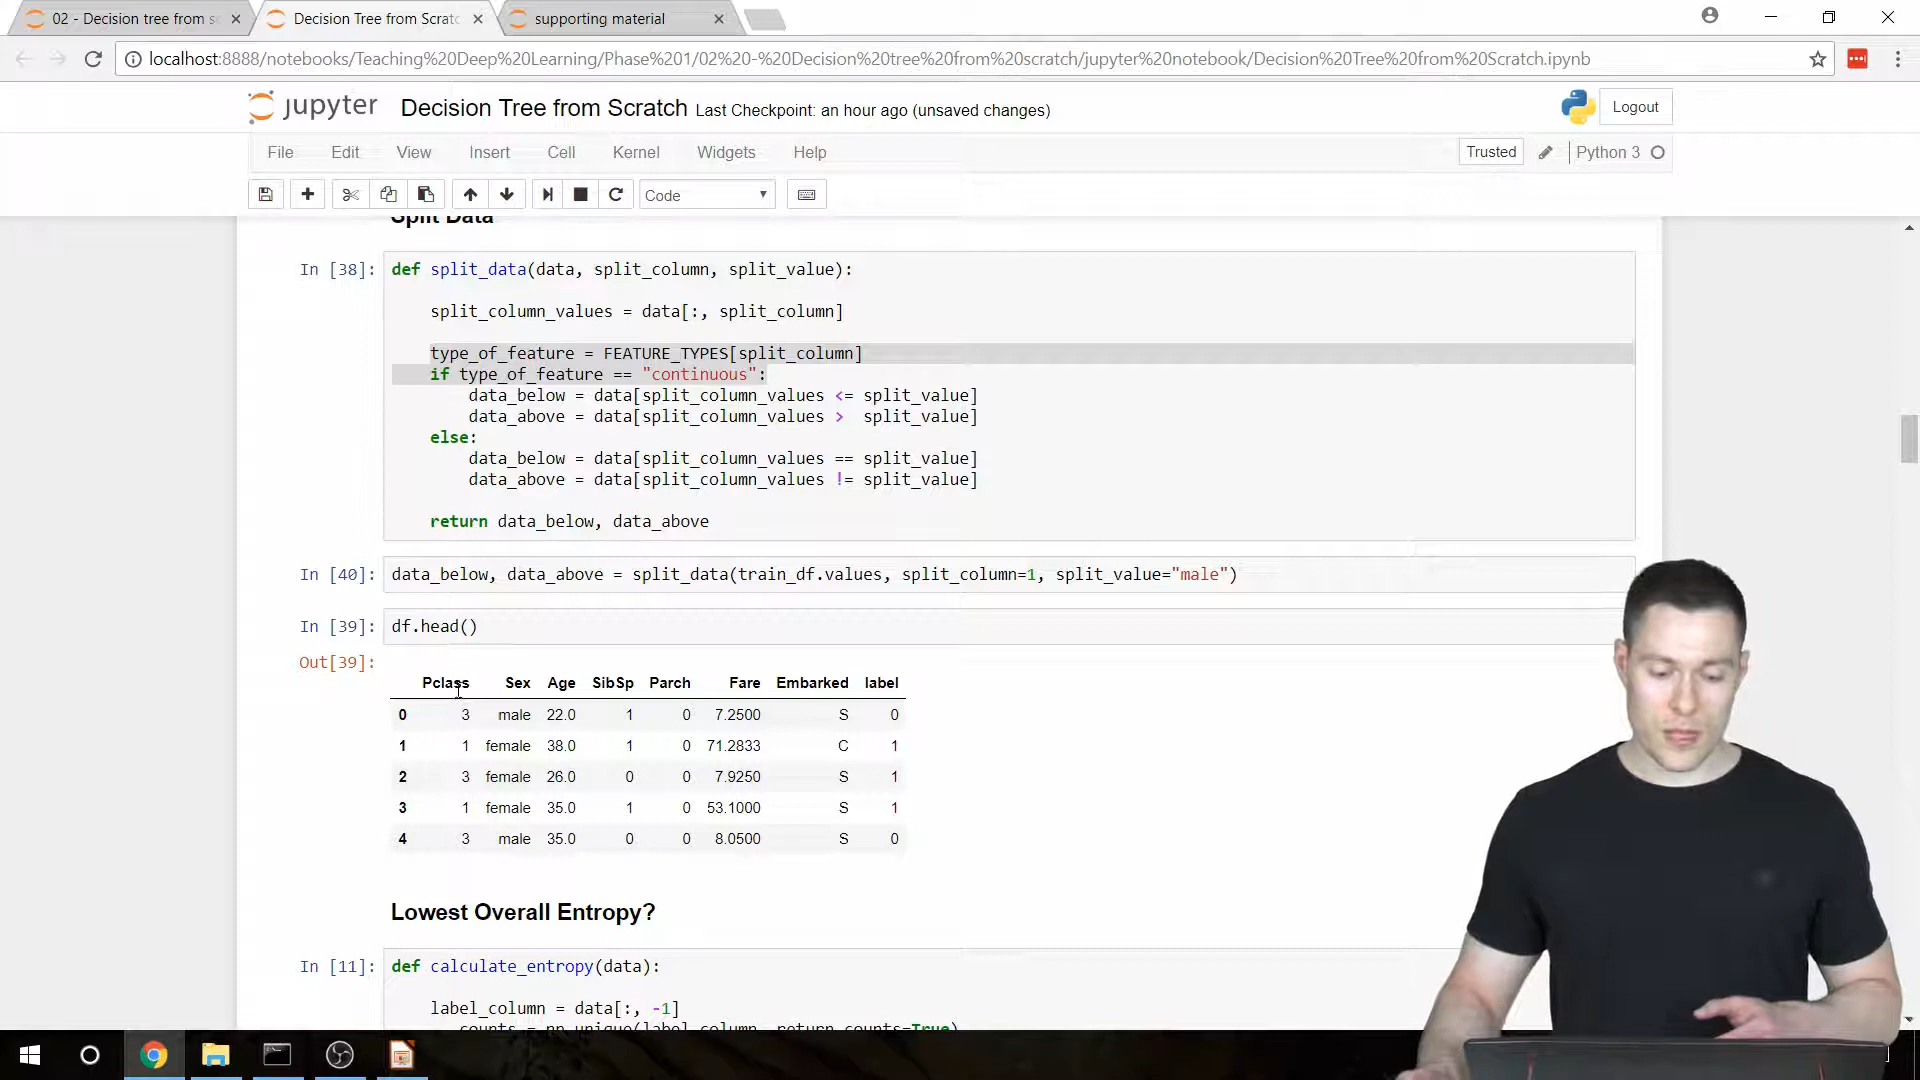 02 - Decision tree from s
Decision Tree from Scratc
supporting material
localhost:8888/notebooks/Teaching%20Deep%20Learning/Phase%201/02%20-%20Decision%20tree%20from%20scratch/jupyter%20notebook/Decision%20Tree%20from%20Scratch.ipynb
jupyter Decision Tree from Scratch Last Checkpoint: an hour ago (unsaved changes)
Logout
File Edit View Insert Cell Kernel Widgets Help
Trusted
Python 3
Code
Split Data
In [38]: def split_data(data, split_column, split_value):
split_column_values = data[:, split_column]
type_of_feature = FEATURE_TYPES[split_column]
if type_of_feature == "continuous":
data_below = data[split_column_values <= split_value]
data_above = data[split_column_values >  split_value]
else:
data_below = data[split_column_values == split_value]
data_above = data[split_column_values != split_value]
return data_below, data_above
In [40]: data_below, data_above = split_data(train_df.values, split_column=1, split_value="male")
In [39]: df.head()
Out[39]:
Pclass Sex Age SibSp Parch Fare Embarked label
0 3 male 22.0 1 0 7.2500 S 0
1 1 female 38.0 1 0 71.2833 C 1
2 3 female 26.0 0 0 7.9250 S 1
3 1 female 35.0 1 0 53.1000 S 1
4 3 male 35.0 0 0 8.0500 S 0
Lowest Overall Entropy?
In [11]: def calculate_entropy(data):
label_column = data[:, -1]
counts = np.unique(label_column, return_counts=True)